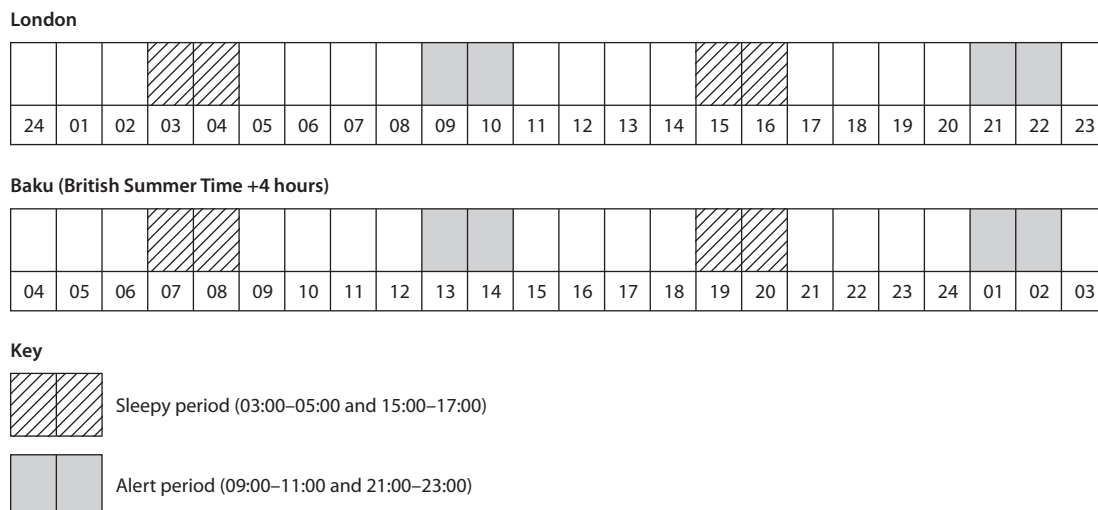 London
24 01 02 03 04 05 06 07 08 09 10 11 12 13 14 15 16 17 18 19 20 21 22 23
Baku (British Summer Time +4 hours)
04 05 06 07 08 09 10 11 12 13 14 15 16 17 18 19 20 21 22 23 24 01 02 03
Key
Sleepy period (03:00–05:00 and 15:00–17:00)
Alert period (09:00–11:00 and 21:00–23:00)